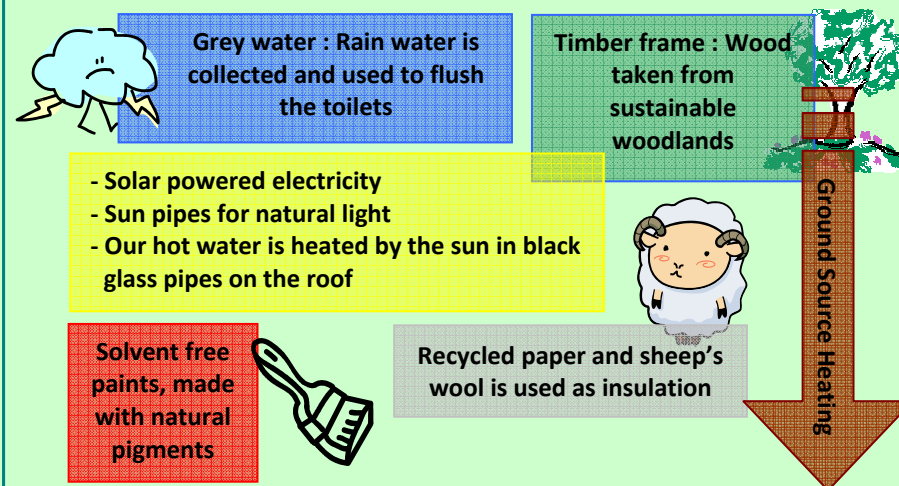 Grey water : Rain water is
collected and used to flush
the toilets
Timber frame : Wood
taken from
sustainable
woodlands
- Solar powered electricity
- Sun pipes for natural light
- Our hot water is heated by the sun in black
glass pipes on the roof
Ground Source Heating
Solvent free
paints, made
with natural
pigments
Recycled paper and sheep’s
wool is used as insulation